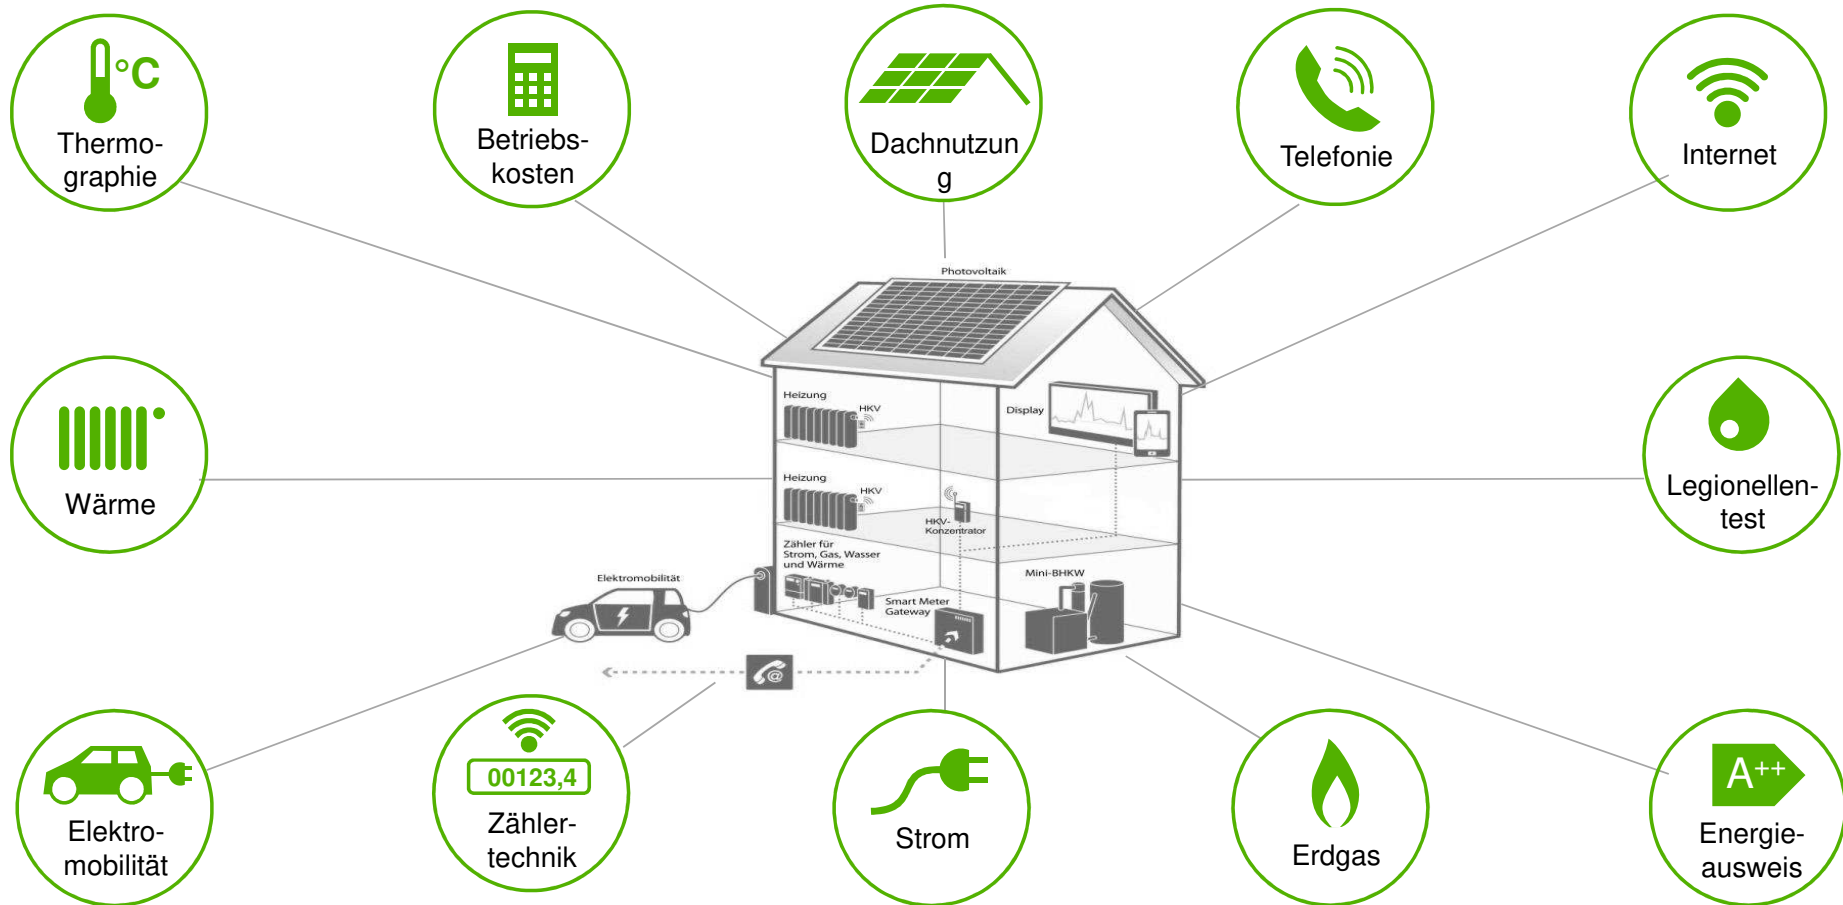 °C
Thermo-
graphie
Betriebs-
kosten
Dachnutzun
g
Telefonie
Internet
Photovoltaik
Heizung
HKV
Display
Wärme
Heizung
HKV
HKV-
Konzentrator
Legionellen-
test
Zähler für
Strom, Gas, Wasser
und Wärme
Elektromobilität
Smart Meter
Gateway
Mini-BHKW
@
Elektro-
mobilität
00123,4
Zähler-
technik
Strom
Erdgas
A++
Energie-
ausweis